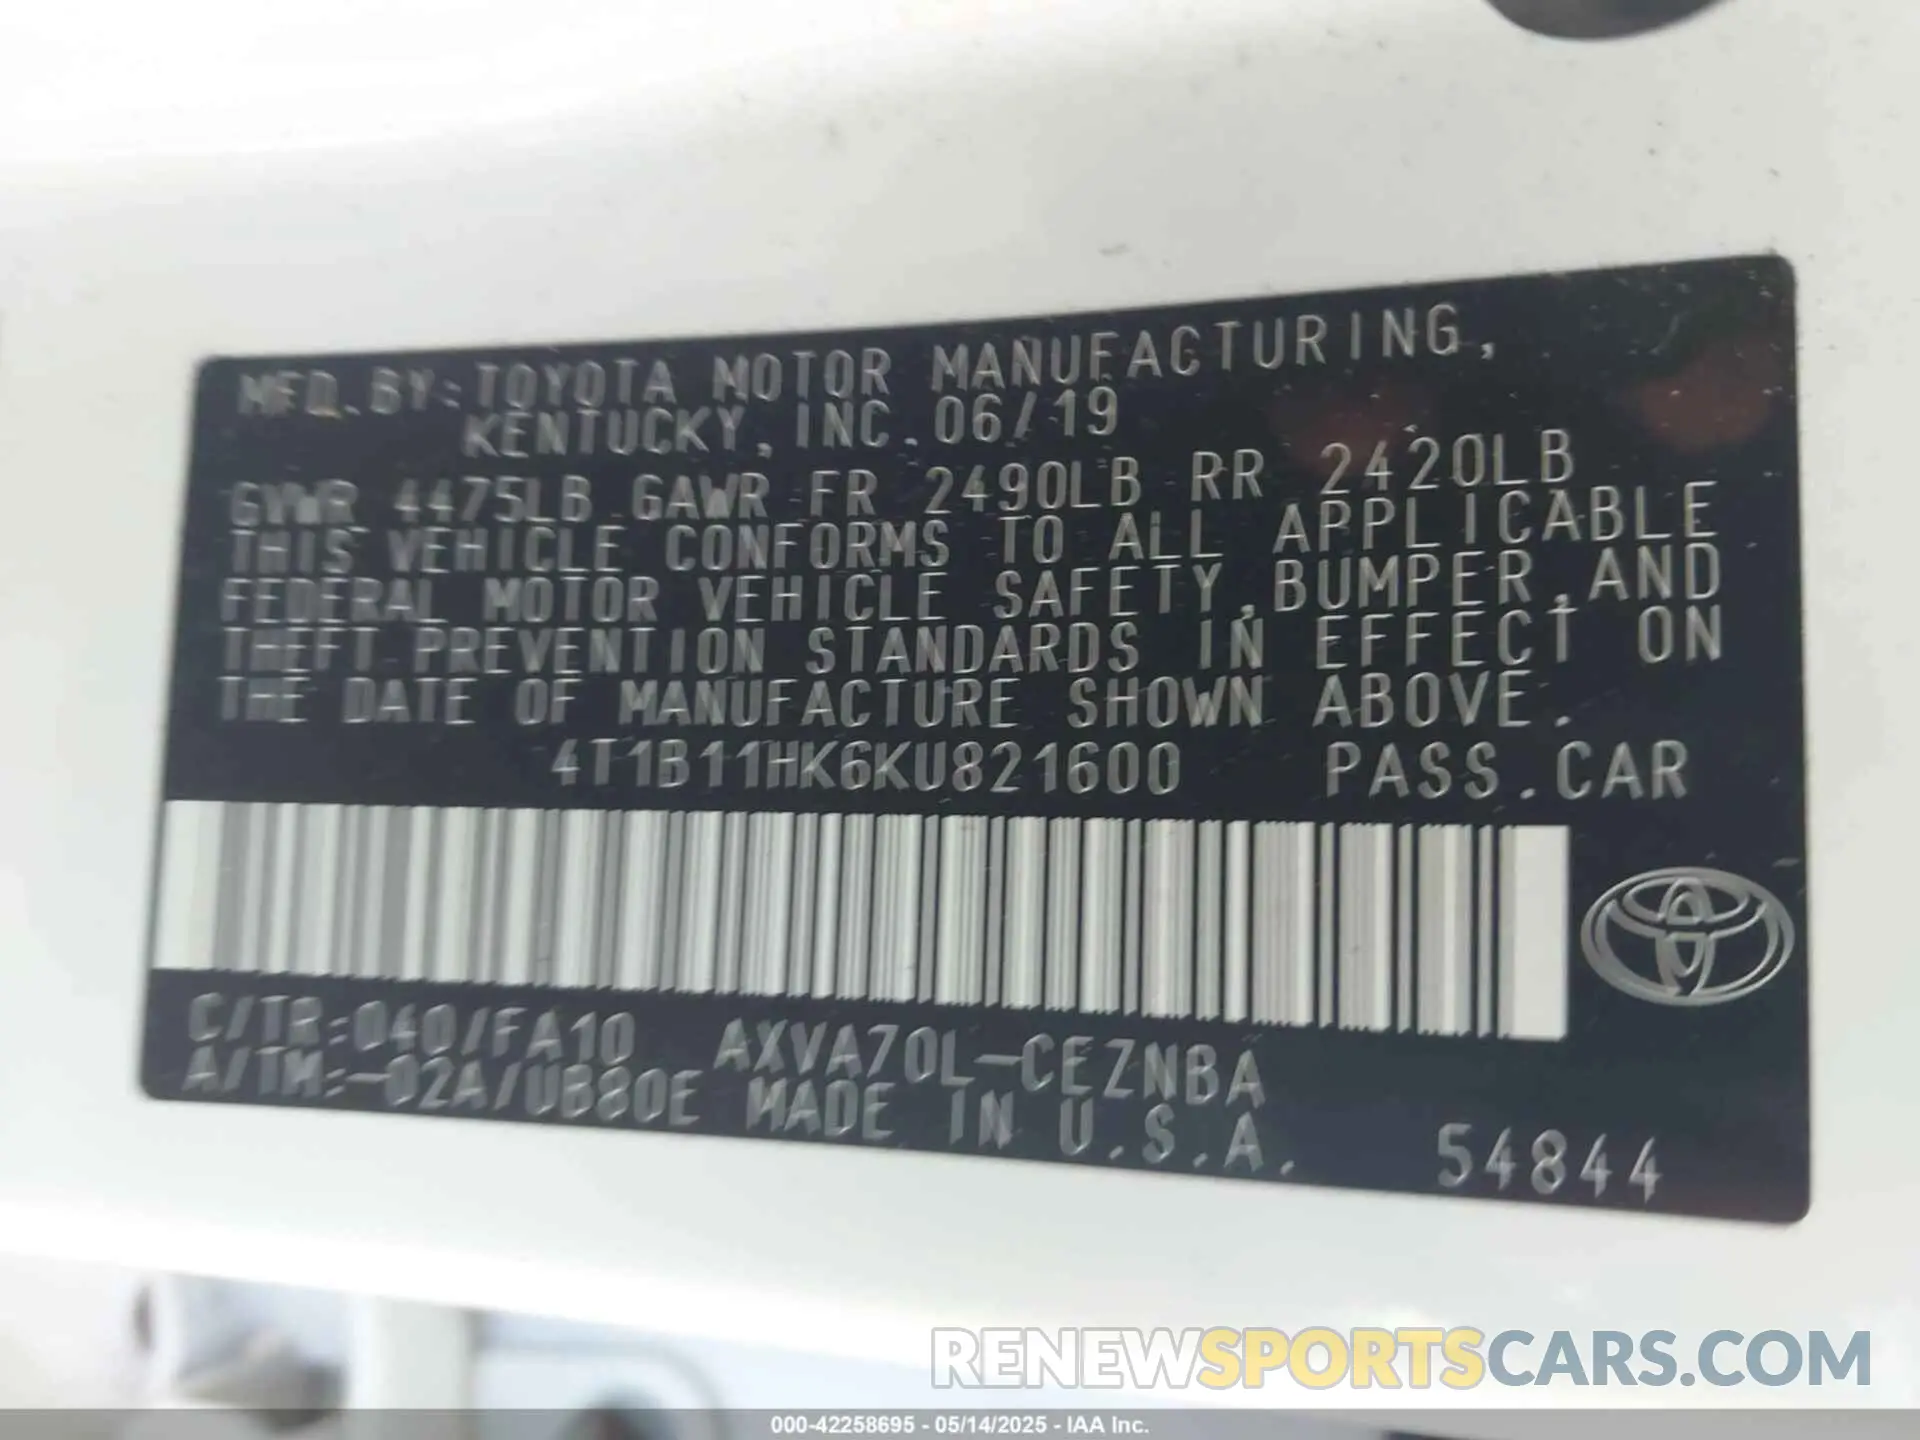 MFD. BY: TOYOTA MOTOR MANUFACTURING,
KENTUCKY, INC. 06/19
GVWR 4475LB GAWR FR 2490LB RR 2420LB
THIS VEHICLE CONFORMS TO ALL APPLICABLE
FEDERAL MOTOR VEHICLE SAFETY, BUMPER, AND
THEFT PREVENTION STANDARDS IN EFFECT ON
THE DATE OF MANUFACTURE SHOWN ABOVE.
4T1B11HK6KU821600 PASS.CAR
C/TR:040/FA10 AXVA70L-CEZNBA
A/TM:-02A/UB80E MADE IN U.S.A.
54844
RENEWSPORTSCARS.COM
000-42258695 - 05/14/2025 - IAA Inc.